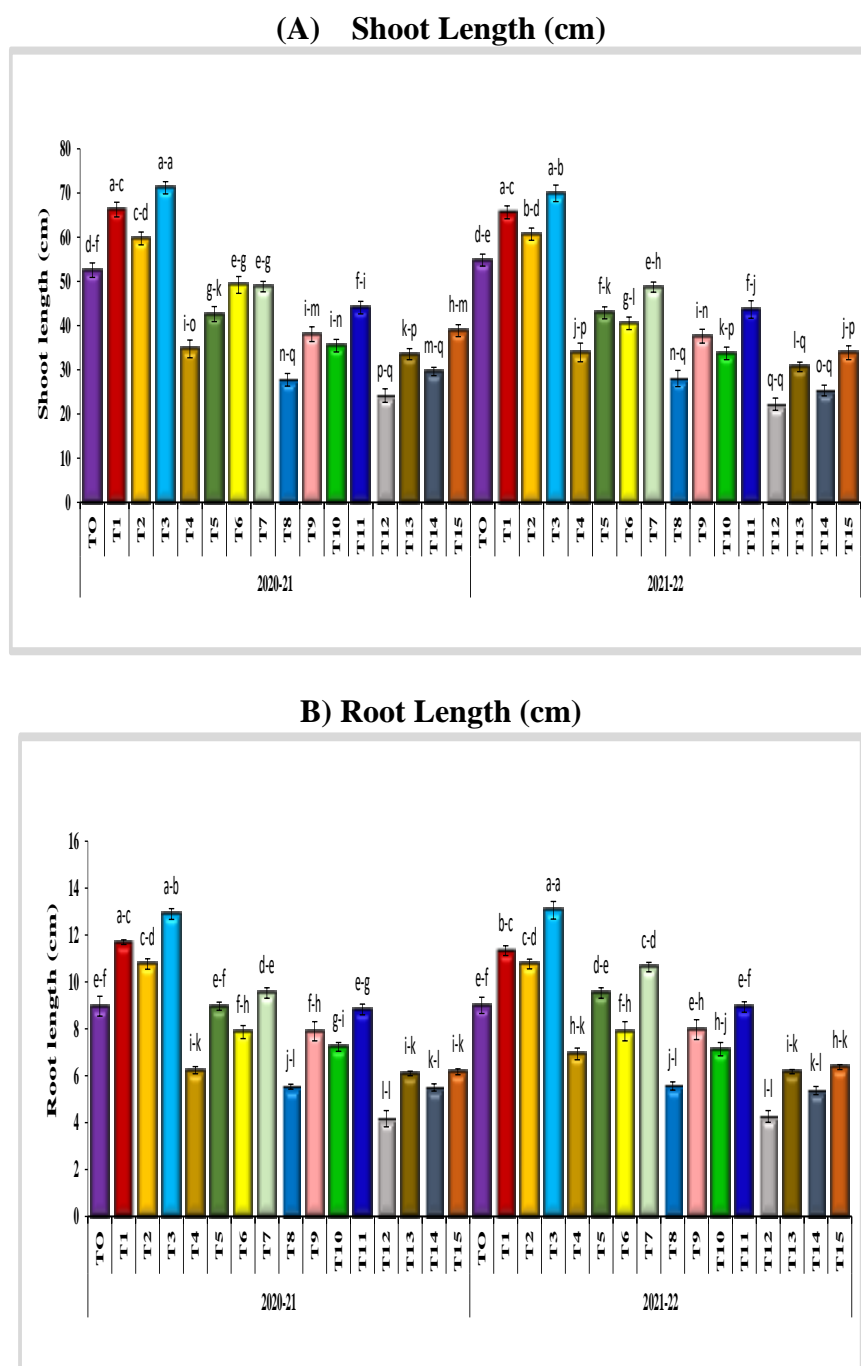 (A) Shoot Length (cm)
Shoot length (cm)
80
70
60
50
40
30
20
10
0
d-f
a-c
c-d
a-a
i-o
g-k
e-g
e-g
n-q
i-m
i-n
f-i
p-q
k-p
m-q
h-m
d-e
a-c
b-d
a-b
j-p
f-k
g-l
e-h
n-q
i-n
k-p
f-j
q-q
l-q
o-q
j-p
TO T1 T2 T3 T4 T5 T6 T7 T8 T9 T10 T11 T12 T13 T14 T15 TO T1 T2 T3 T4 T5 T6 T7 T8 T9 T10 T11 T12 T13 T14 T15
2020-21 2021-22
B) Root Length (cm)
Root length (cm)
16
14
12
10
8
6
4
2
0
e-f
a-c
c-d
a-b
i-k
e-f
f-h
d-e
j-l
f-h
g-i
e-g
l-l
i-k
k-l
i-k
e-f
b-c
c-d
a-a
h-k
d-e
f-h
c-d
j-l
e-h
h-j
e-f
l-l
i-k
k-l
h-k
TO T1 T2 T3 T4 T5 T6 T7 T8 T9 T10 T11 T12 T13 T14 T15 TO T1 T2 T3 T4 T5 T6 T7 T8 T9 T10 T11 T12 T13 T14 T15
2020-21 2021-22